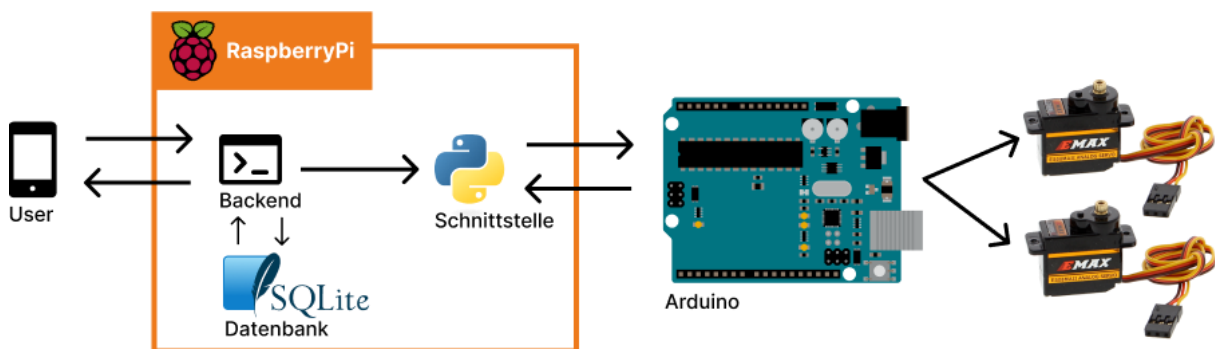 RaspberryPi
User
>_
Backend
Schnittstelle
SQLite
Datenbank
Arduino
EMAX
EMAX